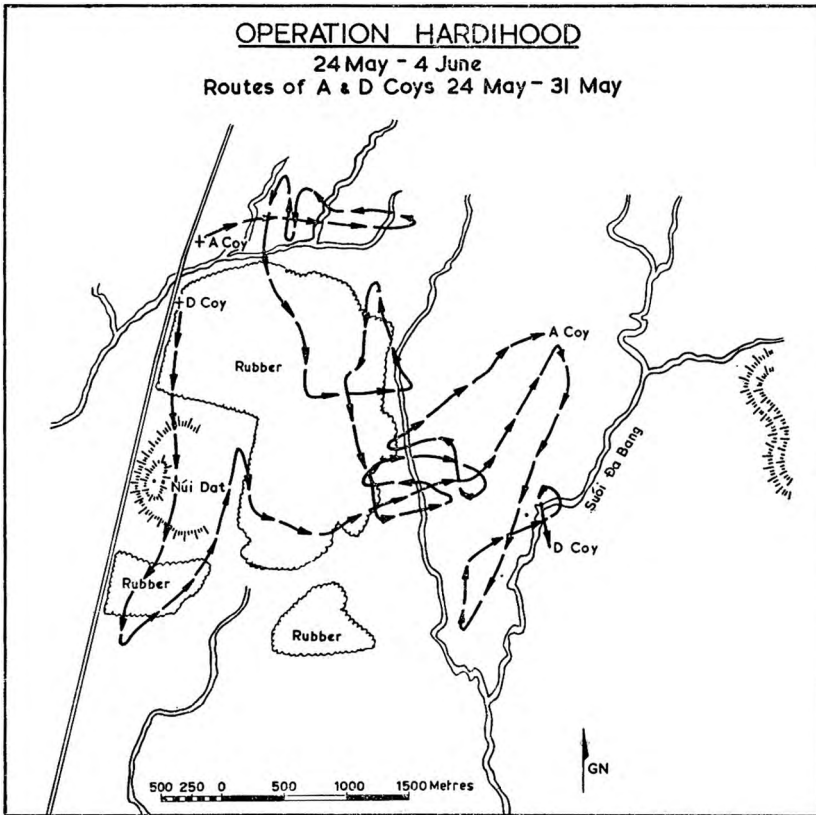 OPERATION HARDIHOOD
24 May - 4 June
Routes of A & D Coys 24 May - 31 May
+A Coy
+D Coy
Rubber
A Coy
Núi Dat
Suối Đa Bang
D Coy
Rubber
Rubber
GN
500 250 0 500 1000 1500 Metres